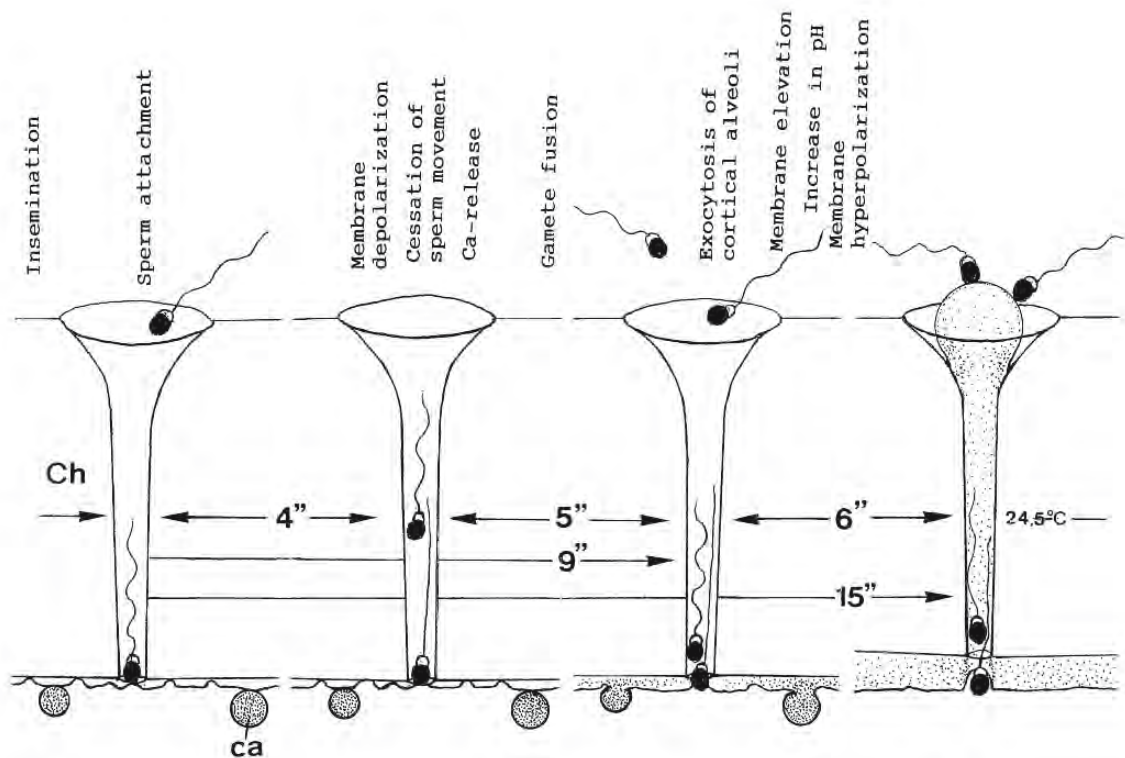 Insemination
Sperm attachment
Membrane
depolarization
Cessation of
sperm movement
Ca-release
Gamete fusion
Exocytosis of
cortical alveoli
Membrane elevation
Increase in pH
Membrane
hyperpolarization
Ch
4”
5”
6”
24,5°C
9”
15”
ca